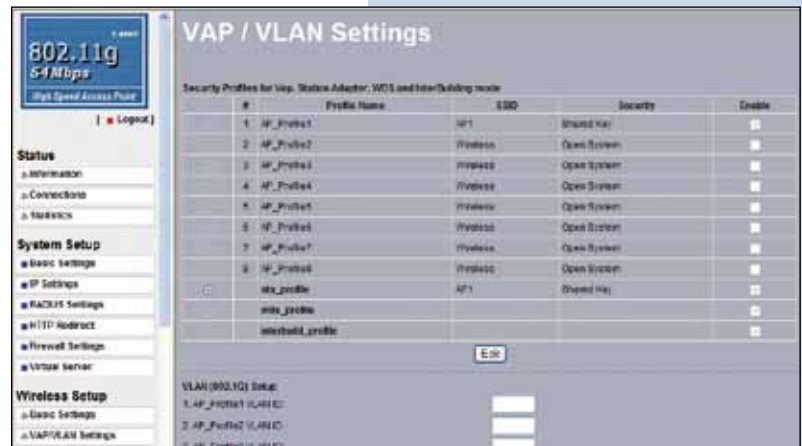 802.11g
54Mbps
High Speed Access Point
[ Logout ]
Status
Information
Connections
Statistics
System Setup
Basic Settings
IP Settings
RADIUS Settings
HTTP Redirect
Firewall Settings
Virtual Server
Wireless Setup
Basic Settings
VAP/VLAN Settings
VAP / VLAN Settings
Security Profiles for Vap, Station Adapter, WDS and InterBuilding mode
# Profile Name SSID Security Enable
1 AP_Profile1 AP1 Shared Key
2 AP_Profile2 Wireless Open System
3 AP_Profile3 Wireless Open System
4 AP_Profile4 Wireless Open System
5 AP_Profile5 Wireless Open System
6 AP_Profile6 Wireless Open System
7 AP_Profile7 Wireless Open System
8 AP_Profile8 Wireless Open System
sta_profile AP1 Shared Key
wds_profile
interbuild_profile
Edit
VLAN (802.1Q) Setup
1. AP_Profile1 VLAN ID:
2. AP_Profile2 VLAN ID: